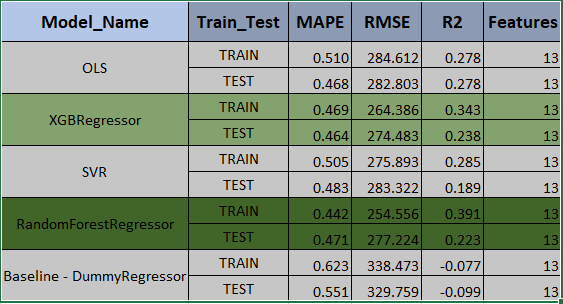 Model_Name Train_Test MAPE RMSE R2 Features
OLS TRAIN 0.510 284.612 0.278 13
TEST 0.468 282.803 0.278 13
XGBRegressor TRAIN 0.469 264.386 0.343 13
TEST 0.464 274.483 0.238 13
SVR TRAIN 0.505 275.893 0.285 13
TEST 0.483 283.322 0.189 13
RandomForestRegressor TRAIN 0.442 254.556 0.391 13
TEST 0.471 277.224 0.223 13
Baseline - DummyRegressor TRAIN 0.623 338.473 -0.077 13
TEST 0.551 329.759 -0.099 13